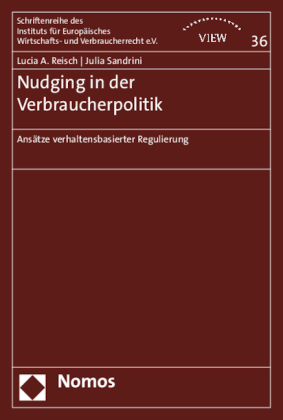 Schriftenreihe des
Instituts für Europäisches
Wirtschafts- und Verbraucherrecht e.V.
VIEW
36
Lucia A. Reisch | Julia Sandrini
Nudging in der
Verbraucherpolitik
Ansätze verhaltensbasierter Regulierung
Nomos